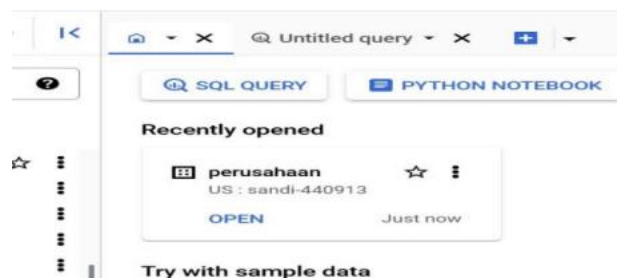 Untitled query
SQL QUERY PYTHON NOTEBOOK
Recently opened
perusahaan
US : sandi-440913
OPEN Just now
Try with sample data